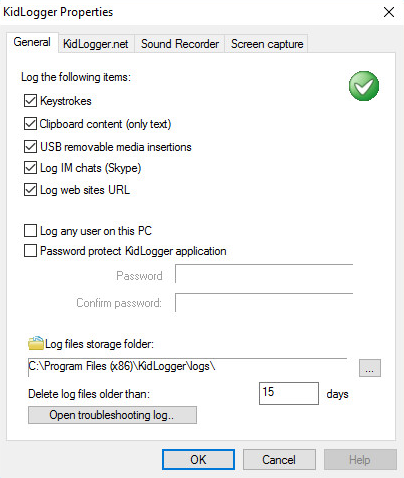 KidLogger Properties
General KidLogger.net Sound Recorder Screen capture
Log the following items:
Keystrokes
Clipboard content (only text)
USB removable media insertions
Log IM chats (Skype)
Log web sites URL
Log any user on this PC
Password protect KidLogger application
Password
Confirm password:
Log files storage folder:
C:\Program Files (x86)\KidLogger\logs\
...
Delete log files older than: 15 days
Open troubleshooting log..
OK Cancel Help